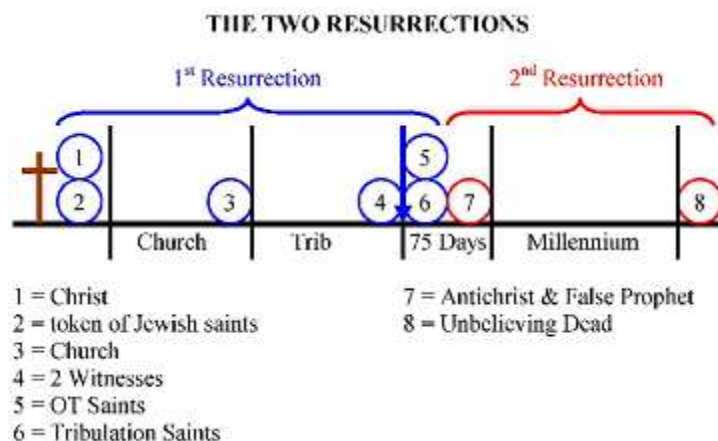 THE TWO RESURRECTIONS
1st Resurrection
2nd Resurrection
1
5
2
3
4
6
7
8
Church
Trib
75 Days
Millennium
1 = Christ
2 = token of Jewish saints
3 = Church
4 = 2 Witnesses
5 = OT Saints
6 = Tribulation Saints
7 = Antichrist & False Prophet
8 = Unbelieving Dead